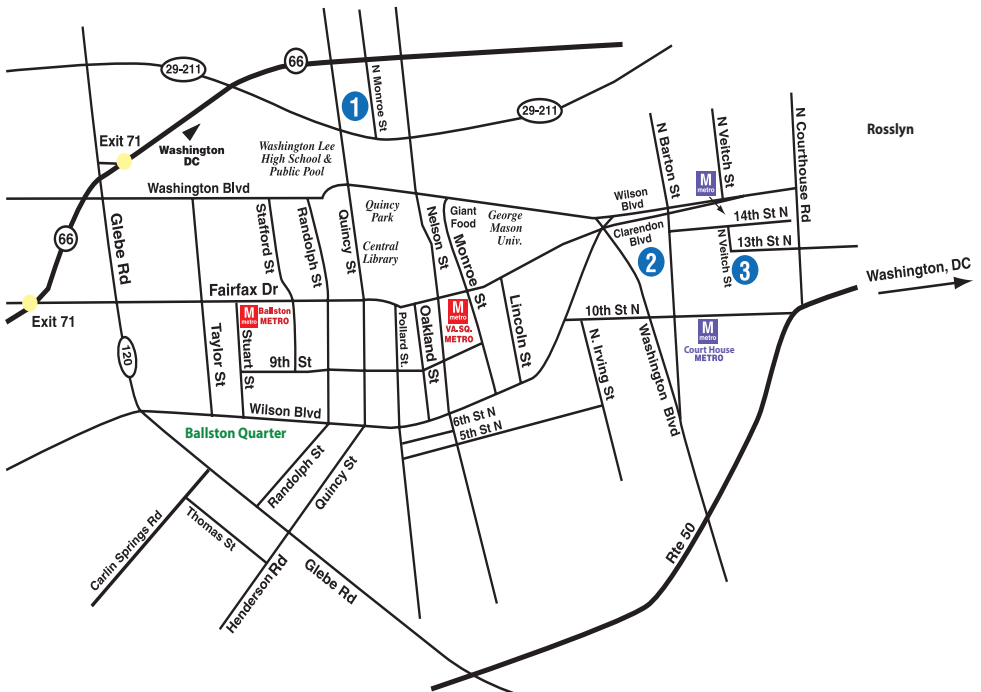 66
29-211
N Monroe St
1
29-211
Exit 71
Washington
DC
Washington Lee
High School &
Public Pool
N Barton St
N Veitch St
N Courthouse Rd
Rosslyn
M
metro
Washington Blvd
Wilson
Blvd
Quincy
Park
Giant
Food
George
Mason
Univ.
14th St N
Glebe Rd
Stafford St
Randolph St
Quincy St
Nelson St
Monroe St
Clarendon
Blvd
N Veitch St
13th St N
66
Central
Library
2
3
Washington, DC
Fairfax Dr
Exit 71
M
metro
Ballston
METRO
M
metro
VA.SQ.
METRO
Lincoln St
10th St N
120
Taylor St
Stuart St
9th St
Pollard St.
Oakland St
N. Irving St
Washington Blvd
M
metro
Court House
METRO
Wilson Blvd
6th St N
5th St N
Ballston Quarter
Randolph St
Quincy St
Carlin Springs Rd
Thomas St
Henderson Rd
Glebe Rd
Rte 50